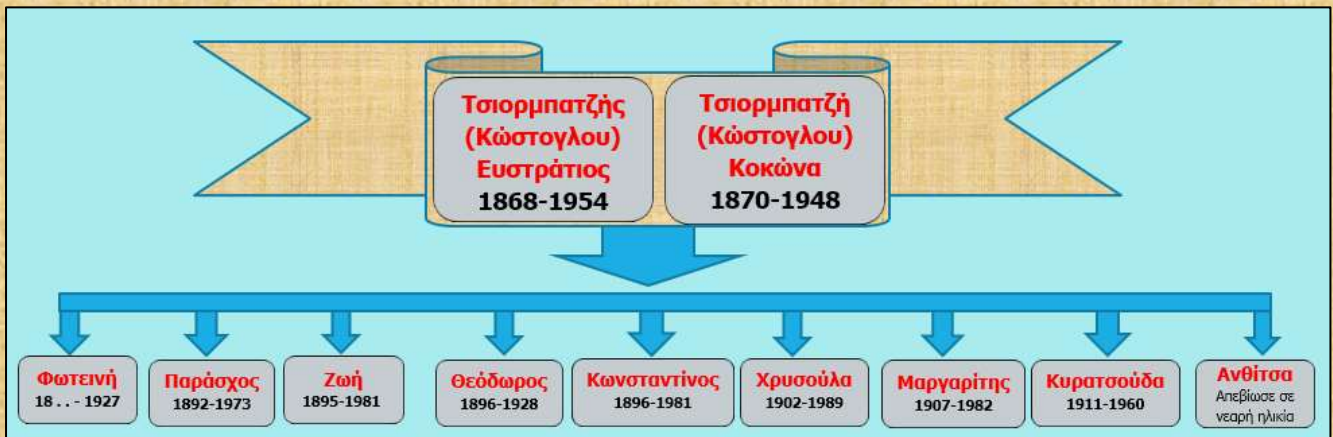 Τσιορμπατζής
(Κώστογλου)
Ευστράτιος
1868-1954
Τσιορμπατζή
(Κώστογλου)
Κοκώνα
1870-1948
Φωτεινή
18 . . - 1927
Παράσχος
1892-1973
Ζωή
1895-1981
Θεόδωρος
1896-1928
Κωνσταντίνος
1896-1981
Χρυσούλα
1902-1989
Μαργαρίτης
1907-1982
Κυρατσούδα
1911-1960
Ανθίτσα
Απεβίωσε σε
νεαρή ηλικία